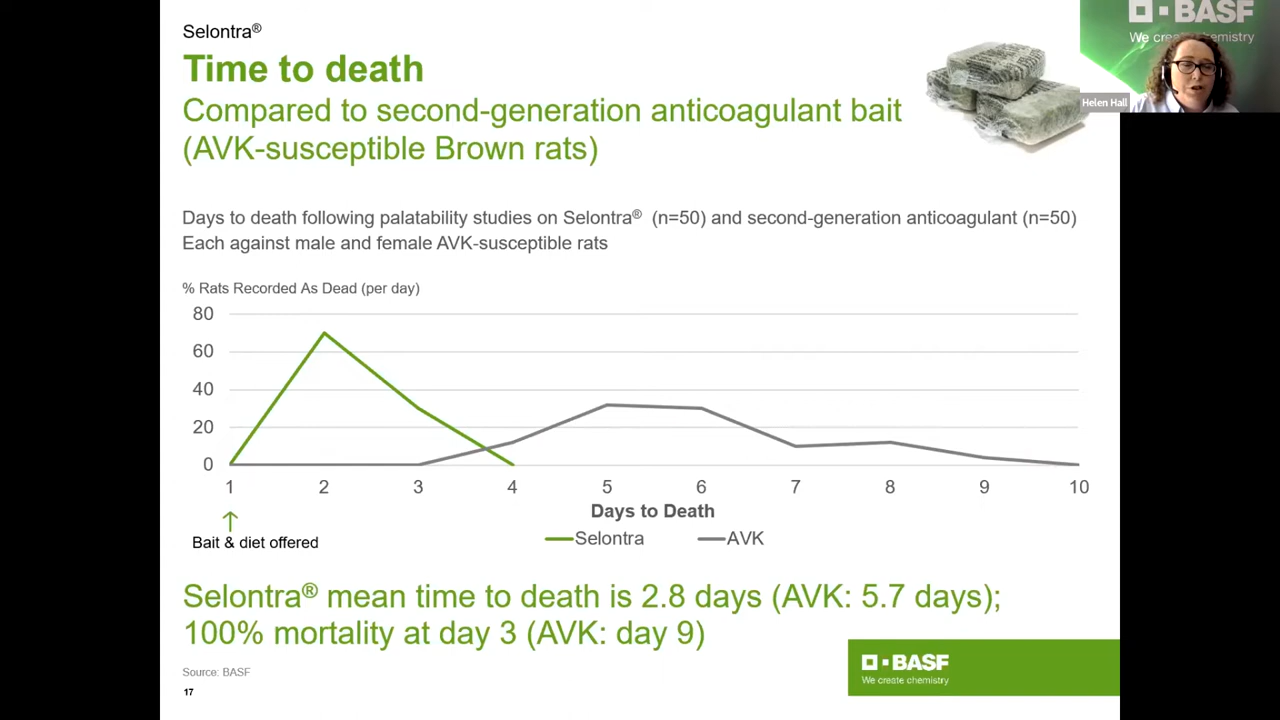 Selontra®
Time to death
Compared to second-generation anticoagulant bait
(AVK-susceptible Brown rats)
BASF
We create chemistry
Helen Hall
Days to death following palatability studies on Selontra® (n=50) and second-generation anticoagulant (n=50)
Each against male and female AVK-susceptible rats
% Rats Recorded As Dead (per day)
80
60
40
20
0
1 2 3 4 5 6 7 8 9 10
Days to Death
Bait & diet offered
Selontra AVK
Selontra® mean time to death is 2.8 days (AVK: 5.7 days);
100% mortality at day 3 (AVK: day 9)
Source: BASF
17
BASF
We create chemistry